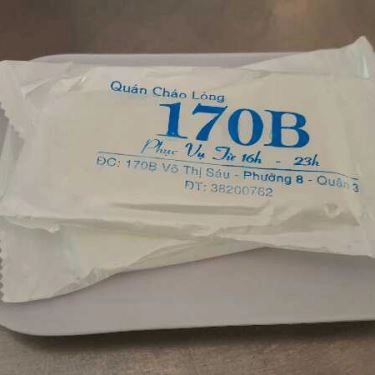 Quán Cháo Lòng
170B
Phục Vụ Từ 16h - 23h
ĐC: 170B Võ Thị Sáu - Phường 8 - Quận 3
ĐT: 38200762